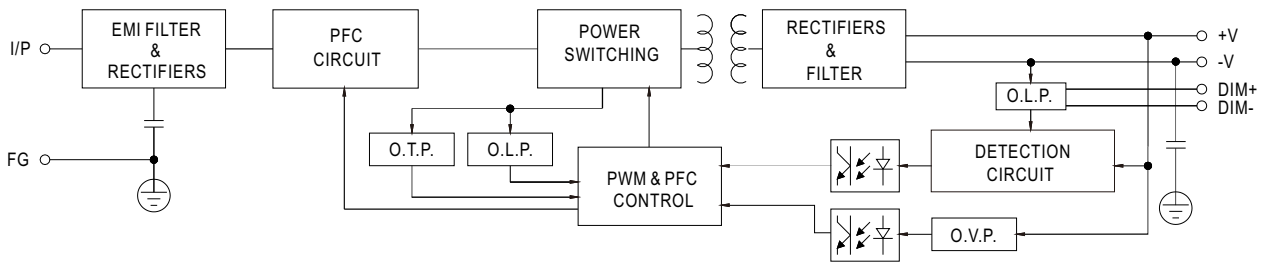 I/P
EMI FILTER
&
RECTIFIERS
PFC
CIRCUIT
POWER
SWITCHING
RECTIFIERS
&
FILTER
+V
-V
O.L.P.
DIM+
DIM-
FG
O.T.P.
O.L.P.
PWM & PFC
CONTROL
DETECTION
CIRCUIT
O.V.P.